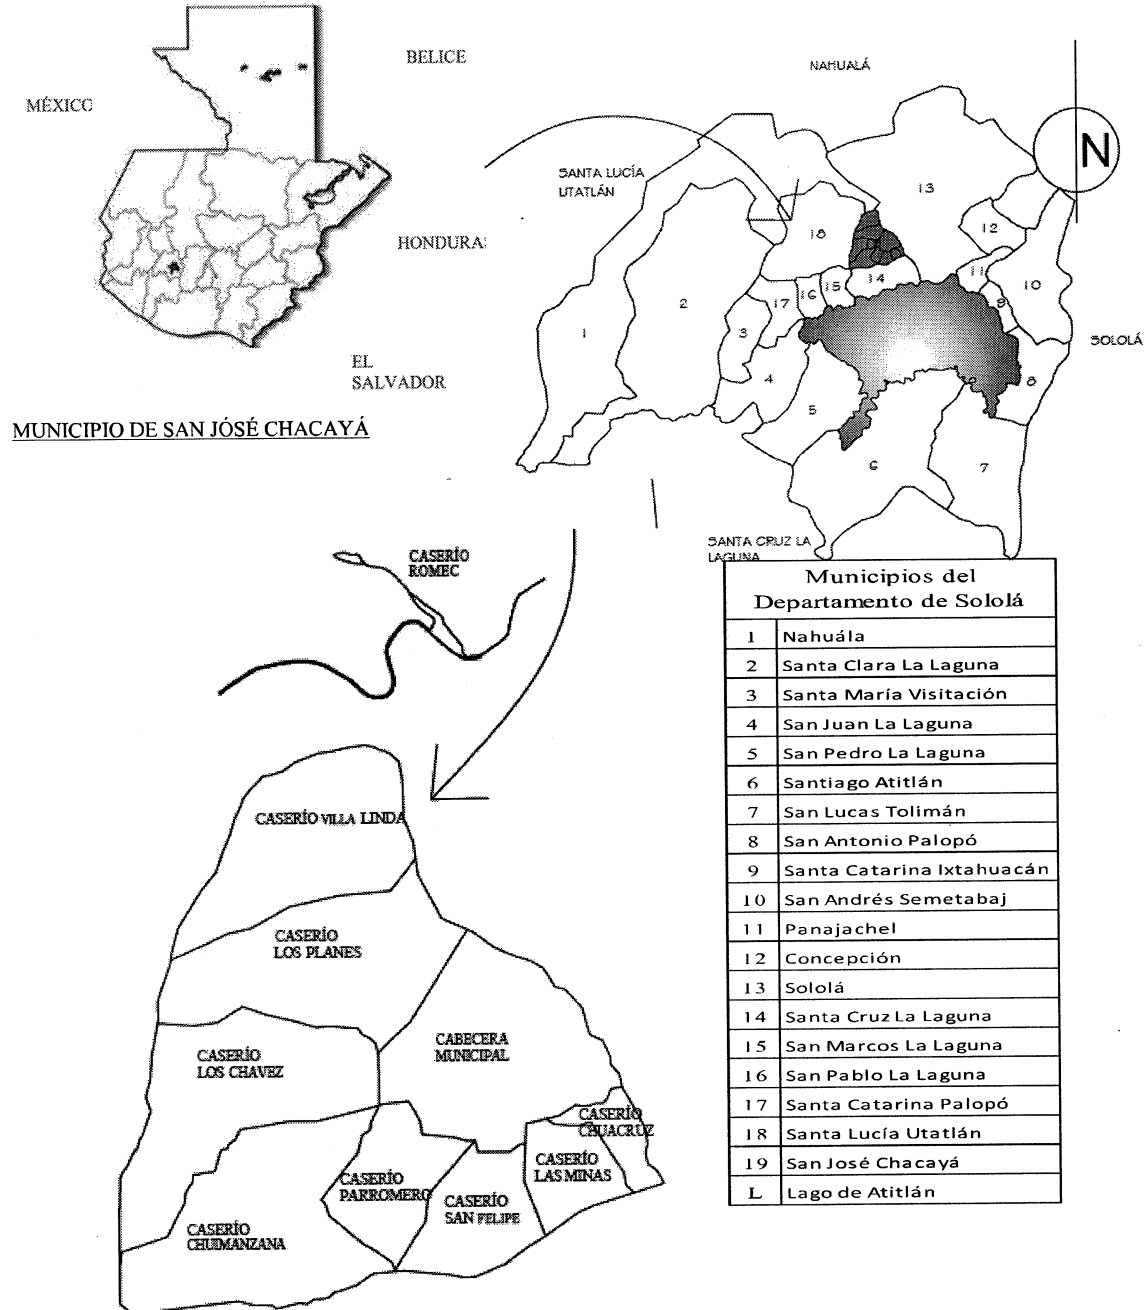 BELICE
MÉXICO
HONDURA
EL
SALVADOR
MUNICIPIO DE SAN JÓSÉ CHACAYÁ
NAHUALÁ
N
SANTA LUCÍA
UTATLÁN
13
12
18
11
10
14
15
16
17
9
2
3
1
4
8
5
6
7
SOLOLÁ
SANTA CRUZ LA
LAGUNA
CASERÍO
ROMEC
CASERÍO VILLA LINDA
CASERÍO
LOS PLANES
CASERÍO
LOS CHAVEZ
CABECERA
MUNICIPAL
CASERÍO
CHUACRUZ
CASERÍO
LAS MINAS
CASERÍO
PARROMERO
CASERÍO
SAN FELIPE
CASERÍO
CHUIMANZANA
Municipios del
Departamento de Sololá
1 Nahuála
2 Santa Clara La Laguna
3 Santa María Visitación
4 San Juan La Laguna
5 San Pedro La Laguna
6 Santiago Atitlán
7 San Lucas Tolimán
8 San Antonio Palopó
9 Santa Catarina Ixtahuacán
10 San Andrés Semetabaj
11 Panajachel
12 Concepción
13 Sololá
14 Santa Cruz La Laguna
15 San Marcos La Laguna
16 San Pablo La Laguna
17 Santa Catarina Palopó
18 Santa Lucía Utatlán
19 San José Chacayá
L Lago de Atitlán